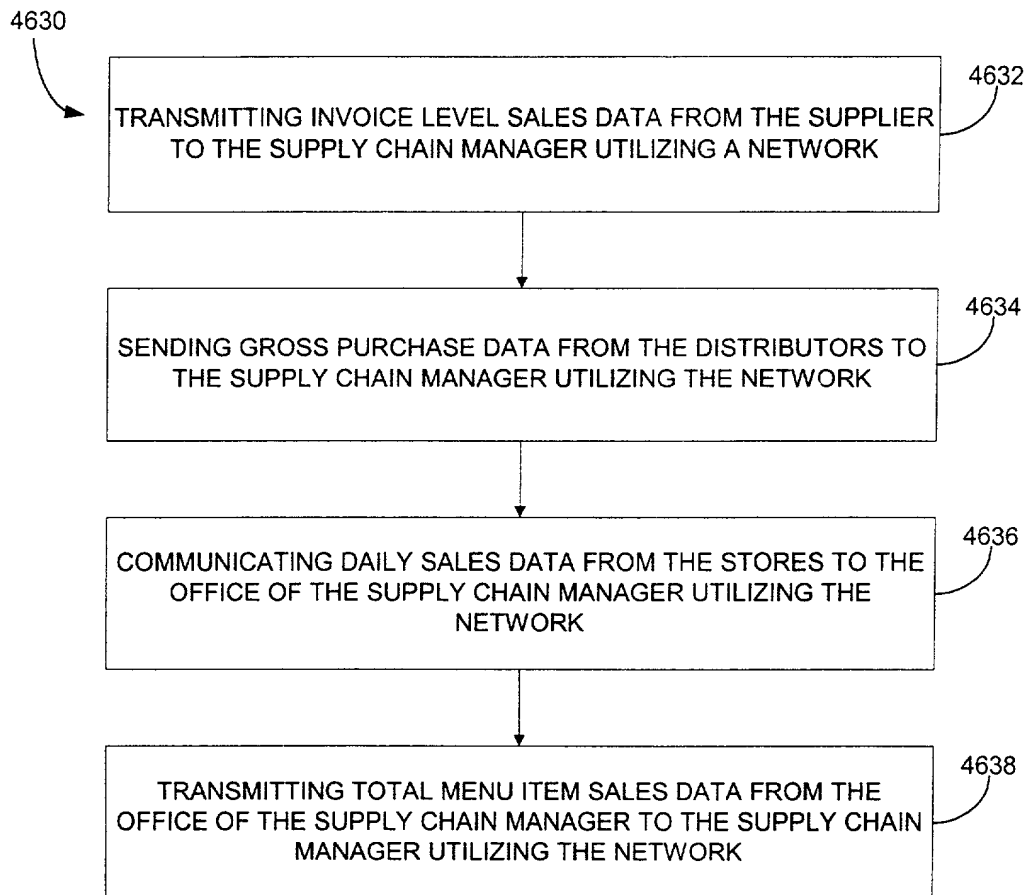 4630
4632
TRANSMITTING INVOICE LEVEL SALES DATA FROM THE SUPPLIER
TO THE SUPPLY CHAIN MANAGER UTILIZING A NETWORK
4634
SENDING GROSS PURCHASE DATA FROM THE DISTRIBUTORS TO
THE SUPPLY CHAIN MANAGER UTILIZING THE NETWORK
4636
COMMUNICATING DAILY SALES DATA FROM THE STORES TO THE
OFFICE OF THE SUPPLY CHAIN MANAGER UTILIZING THE
NETWORK
4638
TRANSMITTING TOTAL MENU ITEM SALES DATA FROM THE
OFFICE OF THE SUPPLY CHAIN MANAGER TO THE SUPPLY CHAIN
MANAGER UTILIZING THE NETWORK